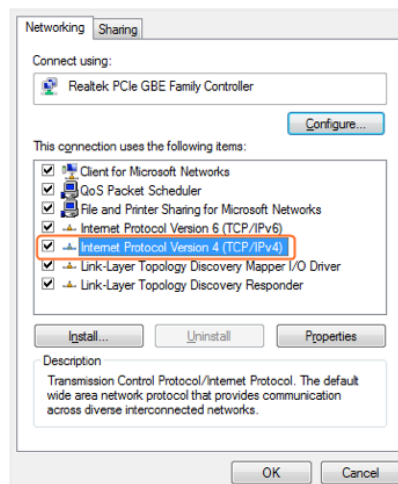 Networking Sharing
Connect using:
Realtek PCIe GBE Family Controller
Configure...
This connection uses the following items:
Client for Microsoft Networks
QoS Packet Scheduler
File and Printer Sharing for Microsoft Networks
Internet Protocol Version 6 (TCP/IPv6)
Internet Protocol Version 4 (TCP/IPv4)
Link-Layer Topology Discovery Mapper I/O Driver
Link-Layer Topology Discovery Responder
Install... Uninstall Properties
Description
Transmission Control Protocol/Internet Protocol. The default
wide area network protocol that provides communication
across diverse interconnected networks.
OK Cancel